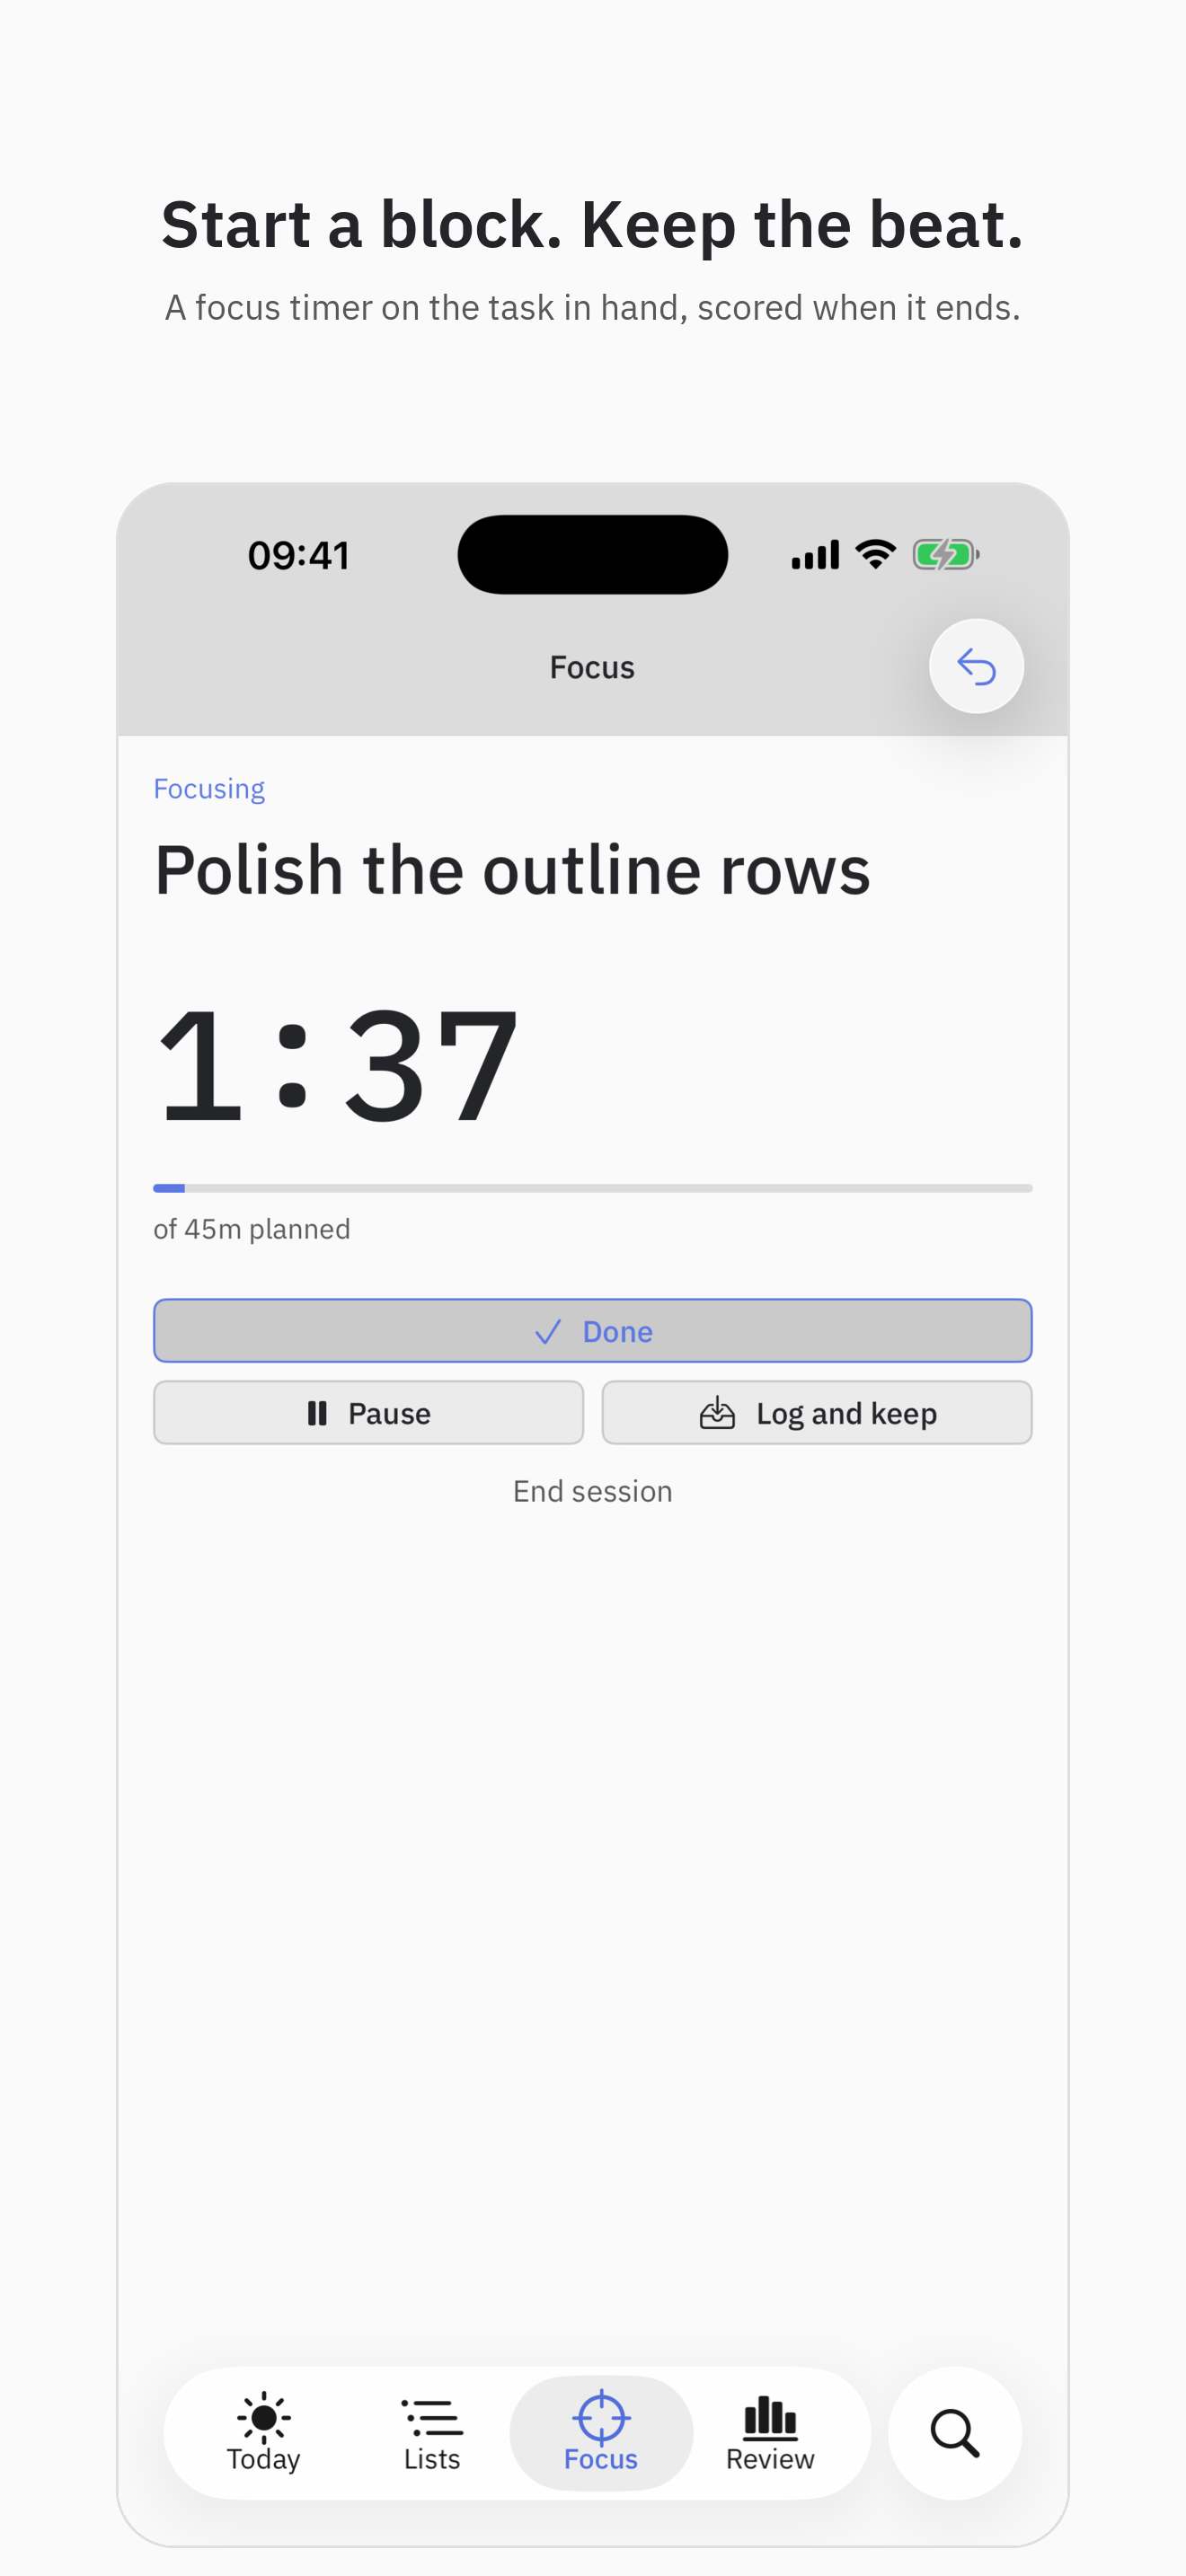 Start a block. Keep the beat.
A focus timer on the task in hand, scored when it ends.
09:41
Focus
Focusing
Polish the outline rows
1:37
of 45m planned
Done
Pause
Log and keep
End session
Today
Lists
Focus
Review